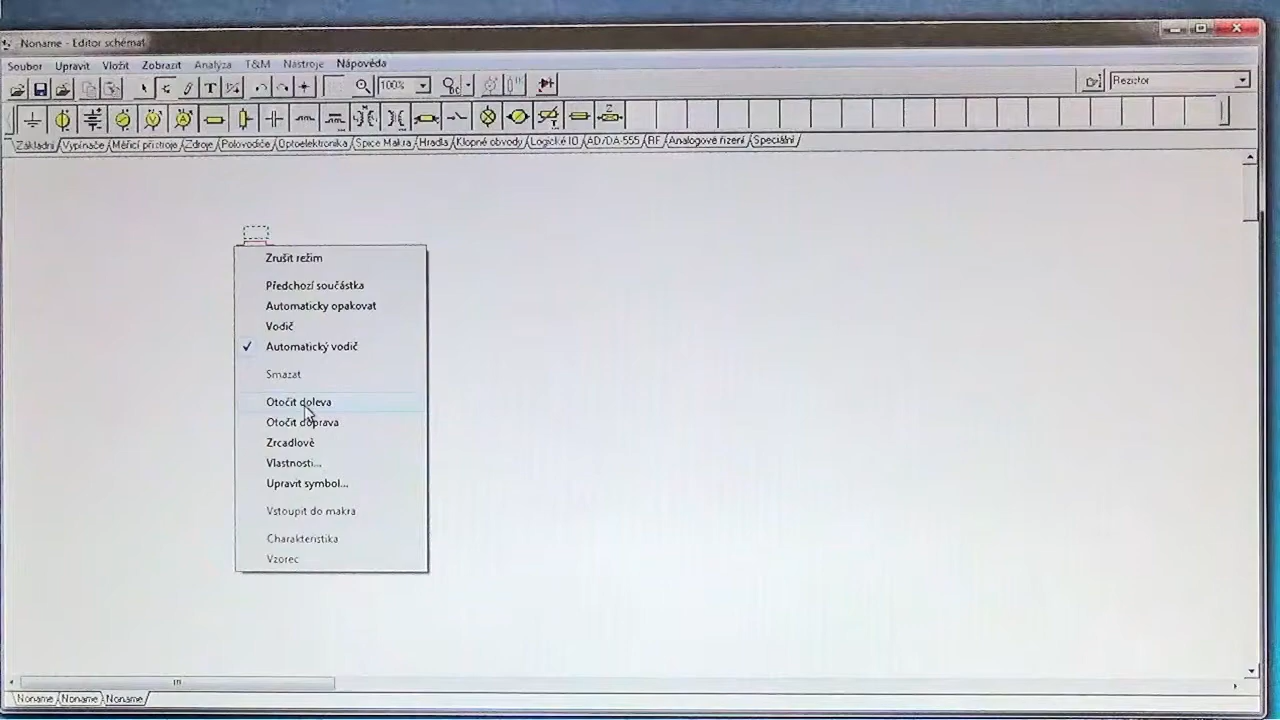 Noname - Editor schémat
Soubor Upravit Vložit Zobrazit Analýza T&M Nástroje Nápověda
T 100% Rezistor
Základní Vypínače Měřicí přístroje Zdroje Polovodiče Optoelektronika Spice Makra Hradla Klopné obvody Logické IO AD/DA-555 RF Analogové řízení Speciální
Zrušit režim
Předchozí součástka
Automaticky opakovat
Vodič
Automatický vodič
Smazat
Otočit doleva
Otočit doprava
Zrcadlově
Vlastnosti...
Upravit symbol...
Vstoupit do makra
Charakteristika
Vzorec
Noname Noname Noname